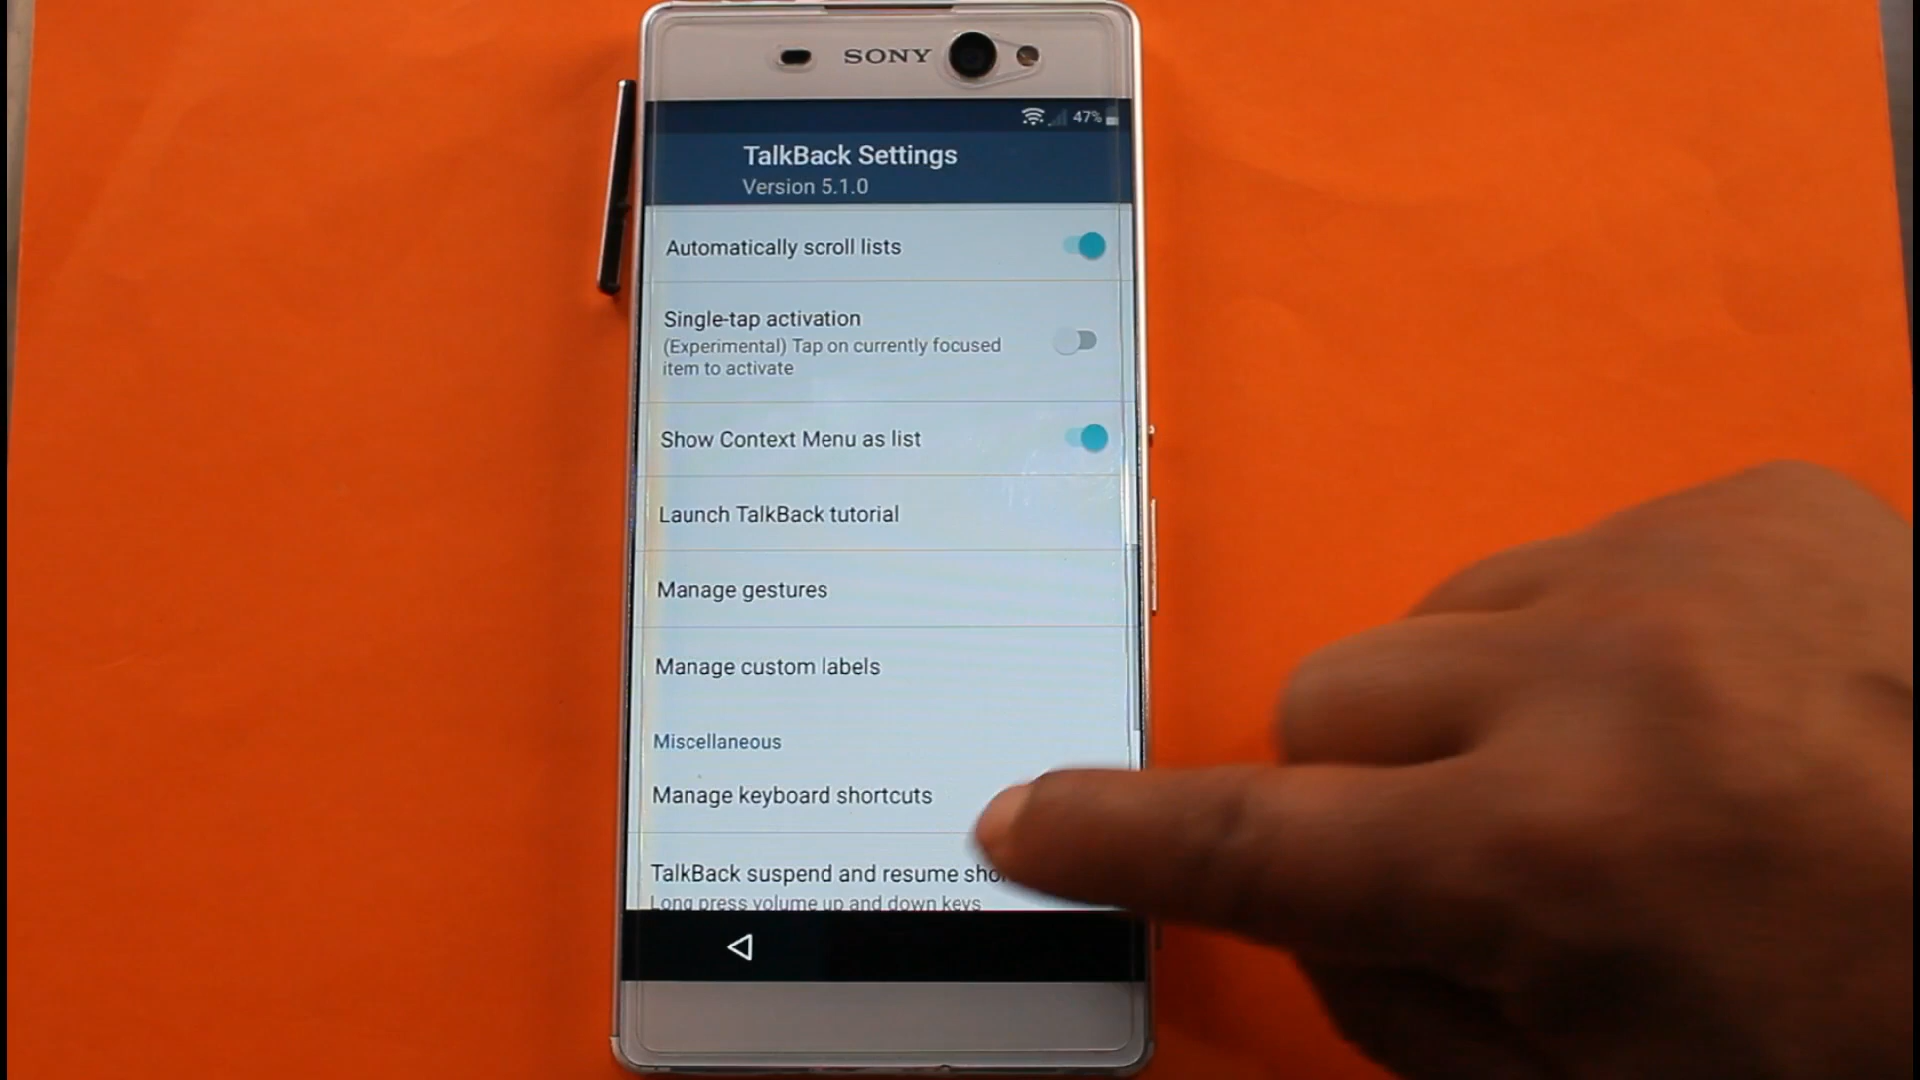 SONY
47%
TalkBack Settings
Version 5.1.0
Automatically scroll lists
Single-tap activation
(Experimental) Tap on currently focused
item to activate
Show Context Menu as list
Launch TalkBack tutorial
Manage gestures
Manage custom labels
Miscellaneous
Manage keyboard shortcuts
TalkBack suspend and resume
Long press volume up and down keys